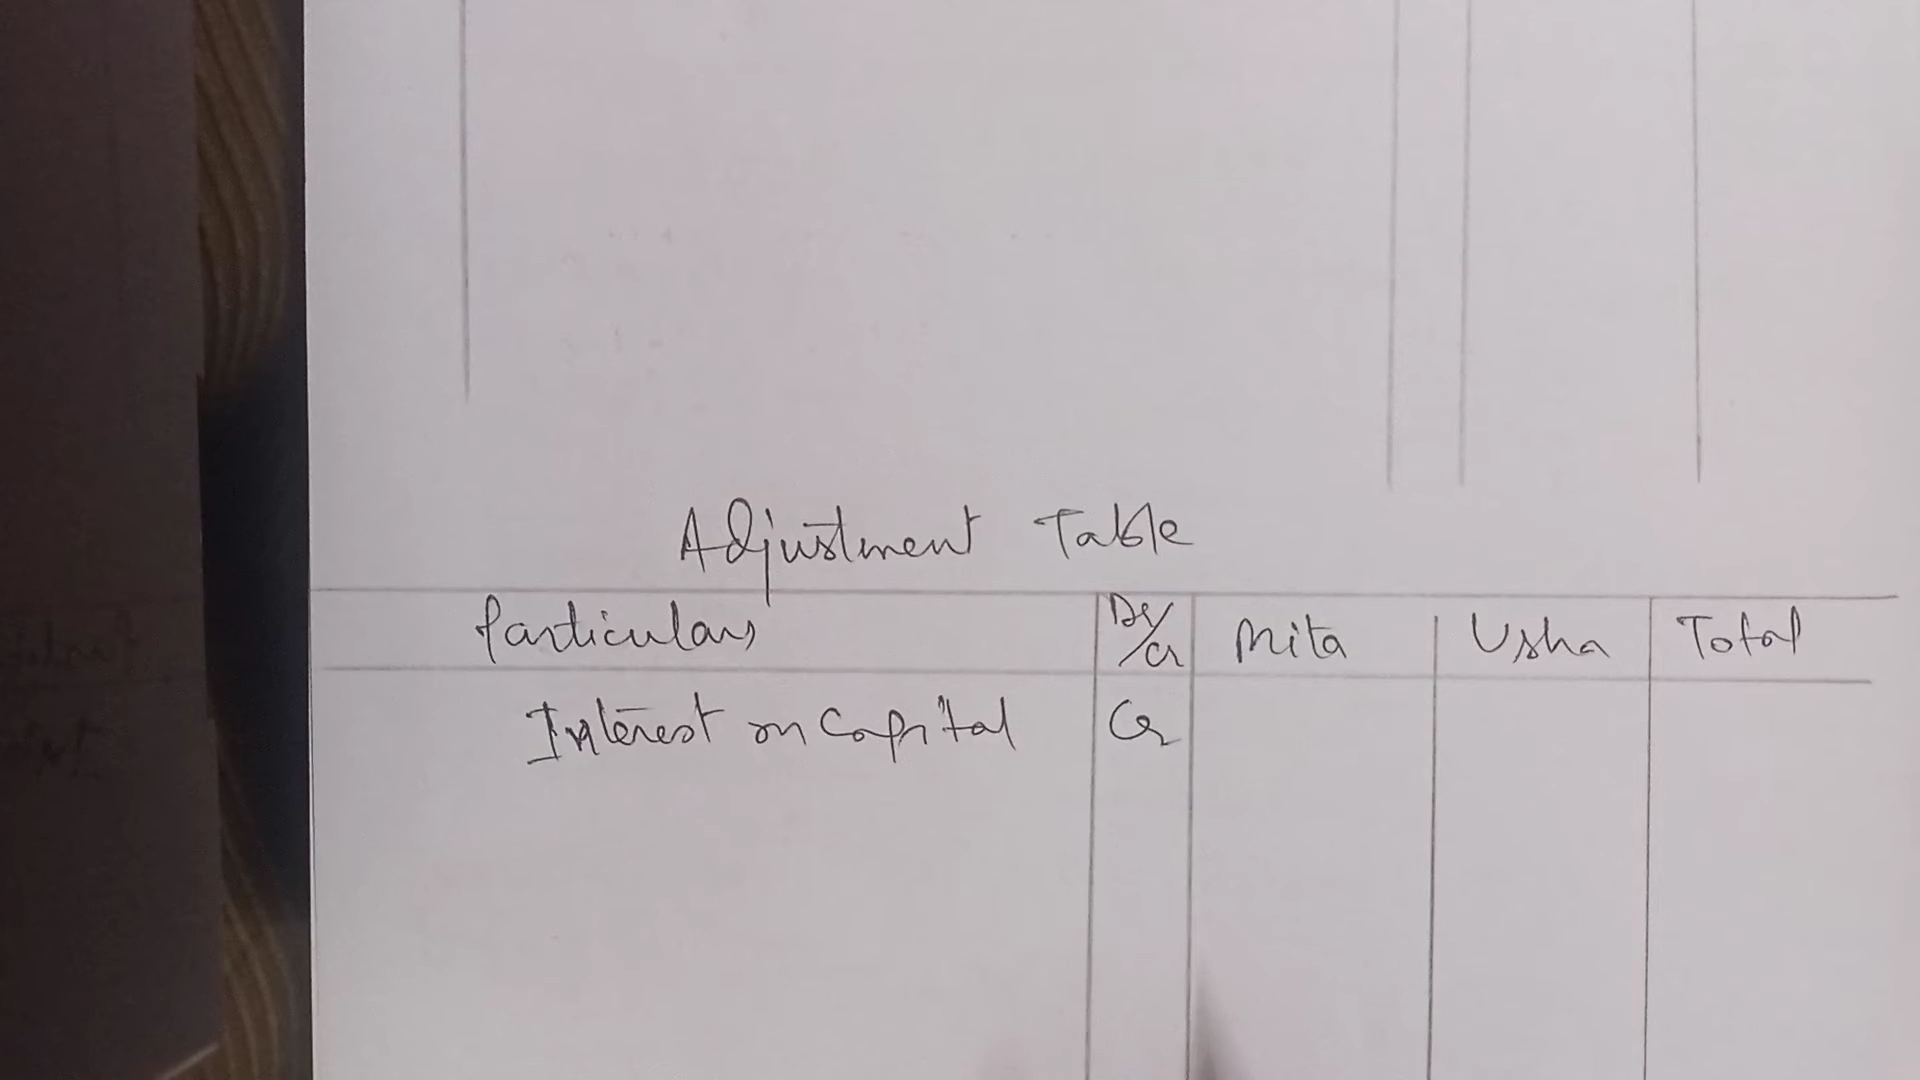 Adjustment Table
Particulars Dr/Cr Mita Usha Total
Interest on Capital Cr